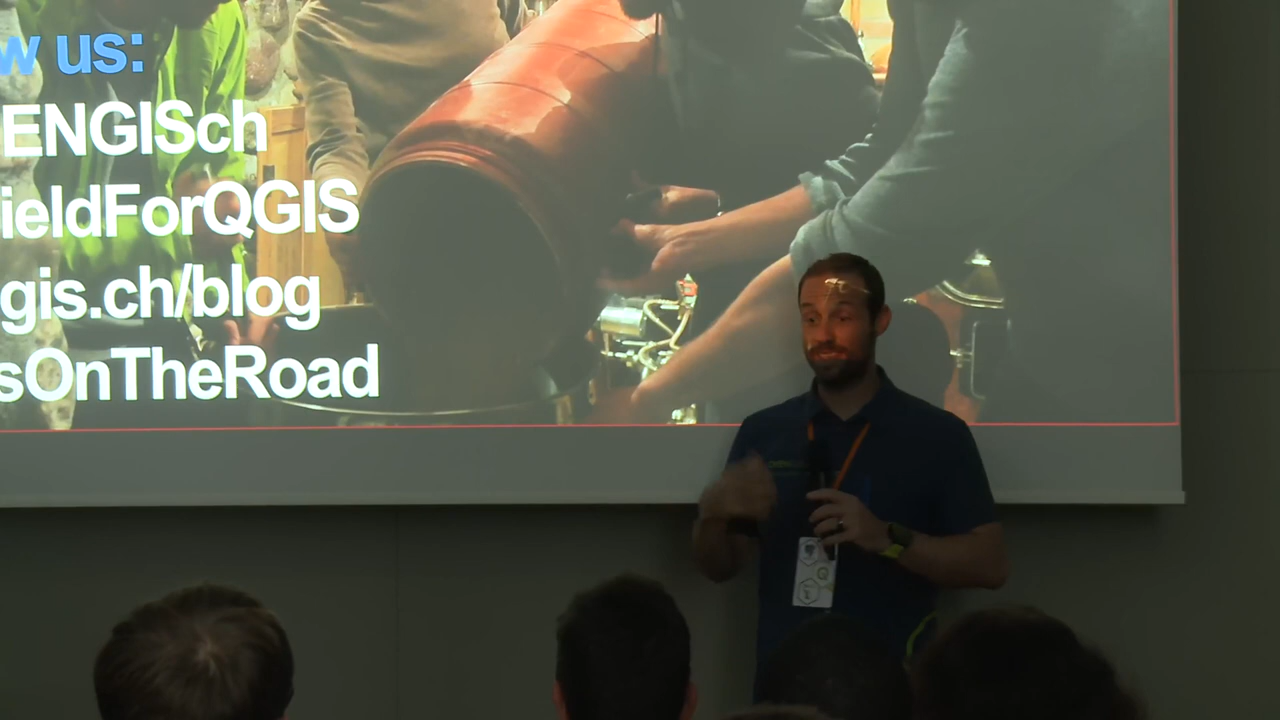 w us:
ENGISch
ieldForQGIS
gis.ch/blog
sOnTheRoad